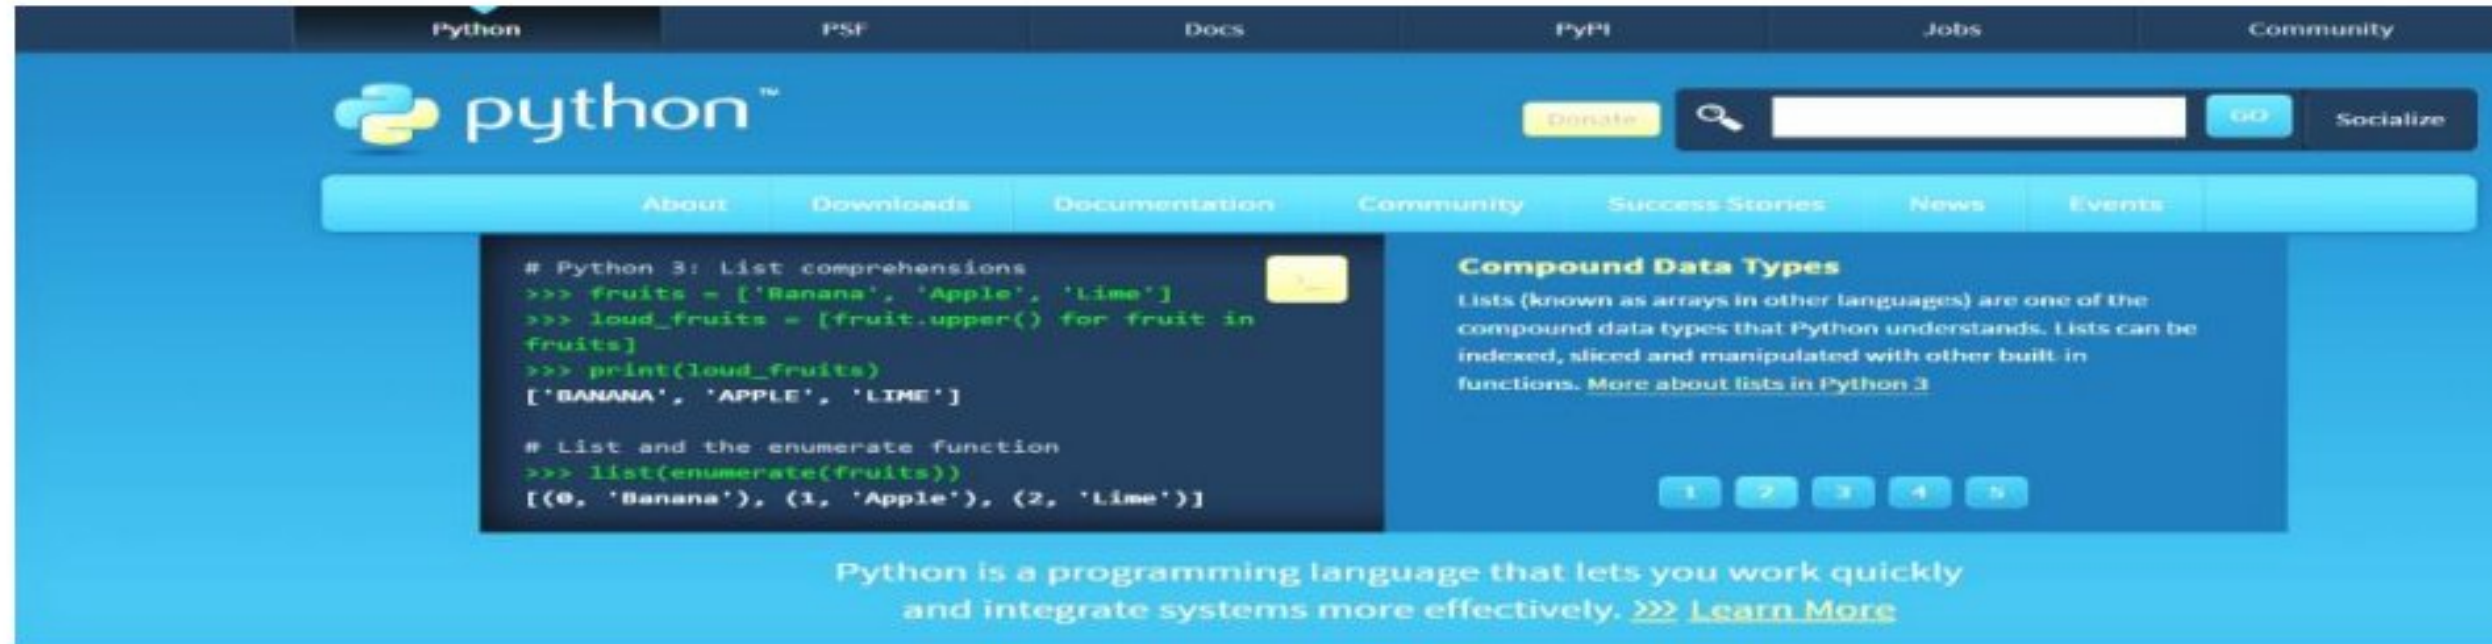 Python PSF Docs PyPI Jobs Community
python™
Donate GO Socialize
About Downloads Documentation Community Success Stories News Events
# Python 3: List comprehensions
>>> fruits = ['Banana', 'Apple', 'Lime']
>>> loud_fruits = [fruit.upper() for fruit in
fruits]
>>> print(loud_fruits)
['BANANA', 'APPLE', 'LIME']
# List and the enumerate function
>>> list(enumerate(fruits))
[(0, 'Banana'), (1, 'Apple'), (2, 'Lime')]
>_
Compound Data Types
Lists (known as arrays in other languages) are one of the
compound data types that Python understands. Lists can be
indexed, sliced and manipulated with other built-in
functions. More about lists in Python 3
1 2 3 4 5
Python is a programming language that lets you work quickly
and integrate systems more effectively. >>> Learn More